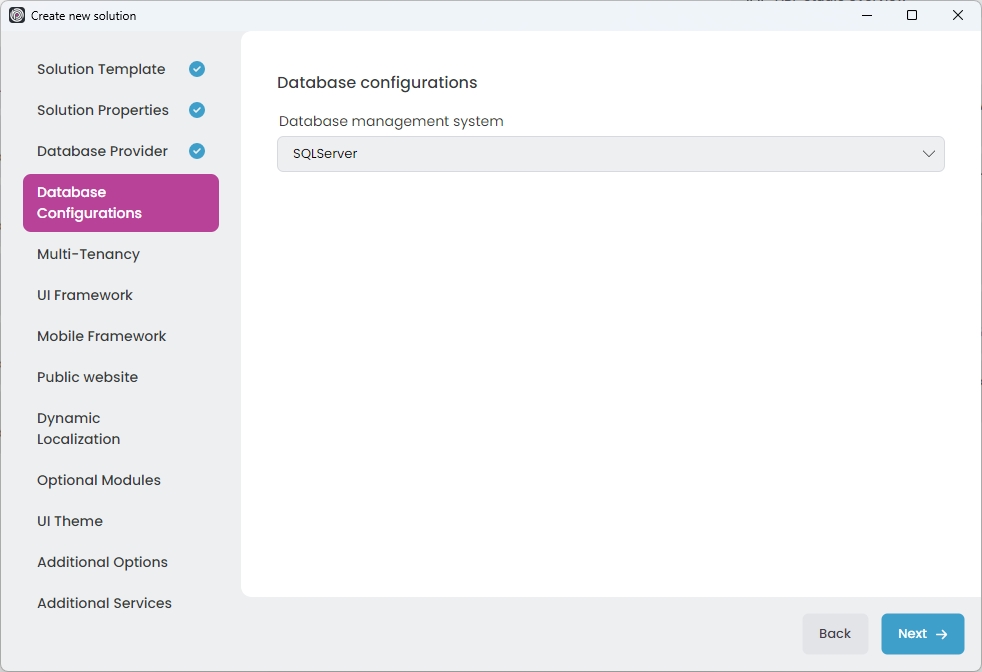 Create new solution
Solution Template
Solution Properties
Database Provider
Database
Configurations
Multi-Tenancy
UI Framework
Mobile Framework
Public website
Dynamic
Localization
Optional Modules
UI Theme
Additional Options
Additional Services
Database configurations
Database management system
SQLServer
Back
Next